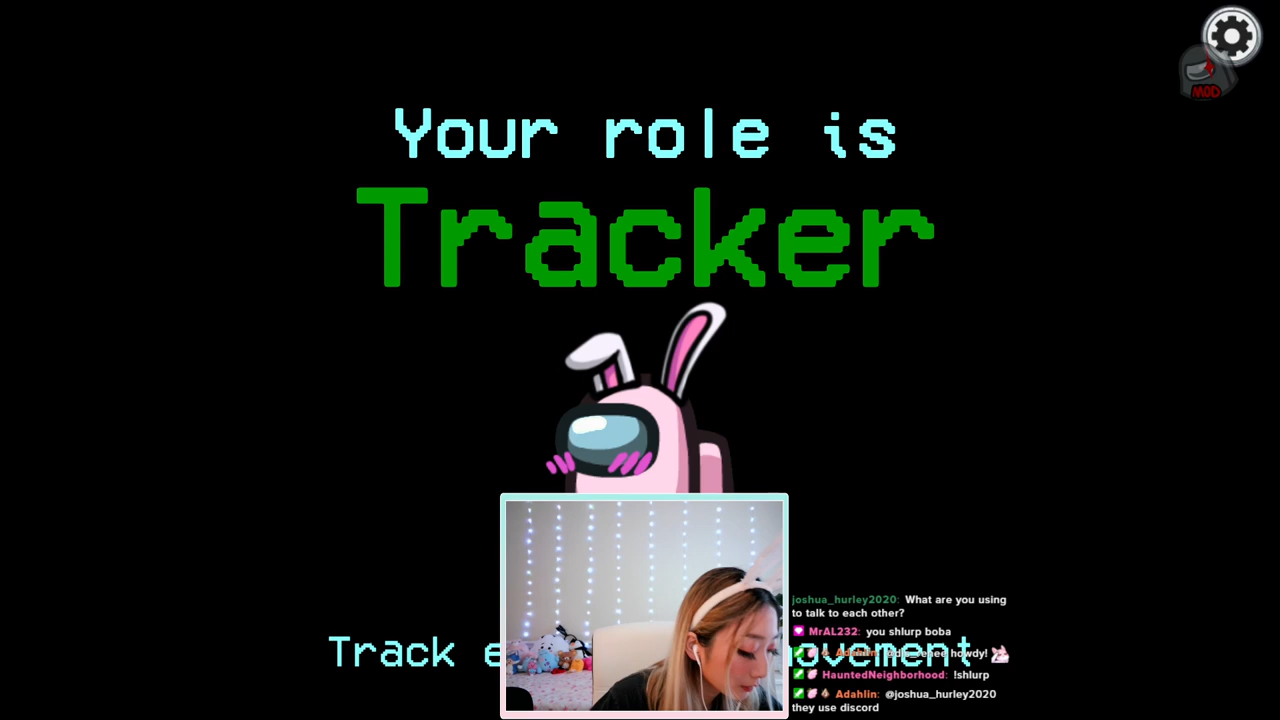 MOD
Your role is
Tracker
Track
movement
joshua_hurley2020: What are you using
to talk to each other?
MrAL232: you shlurp boba
howdy!
HauntedNeighborhood: !shlurp
Adahlin: @joshua_hurley2020
they use discord